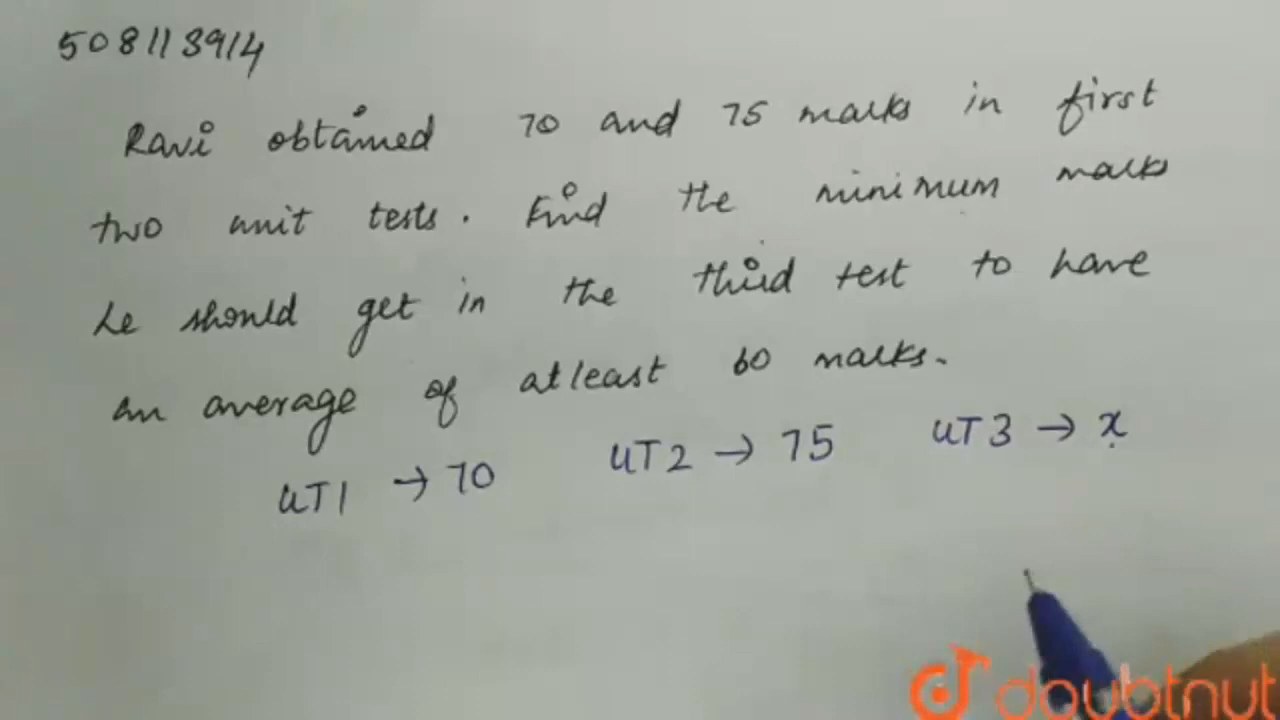 508113914
Ravi obtained 70 and 75 marks in first
two unit tests. Find the minimum marks
he should get in the third test to have
an average of atleast 60 marks.
UT1 → 70 UT2 → 75 UT3 → x
doubtnut